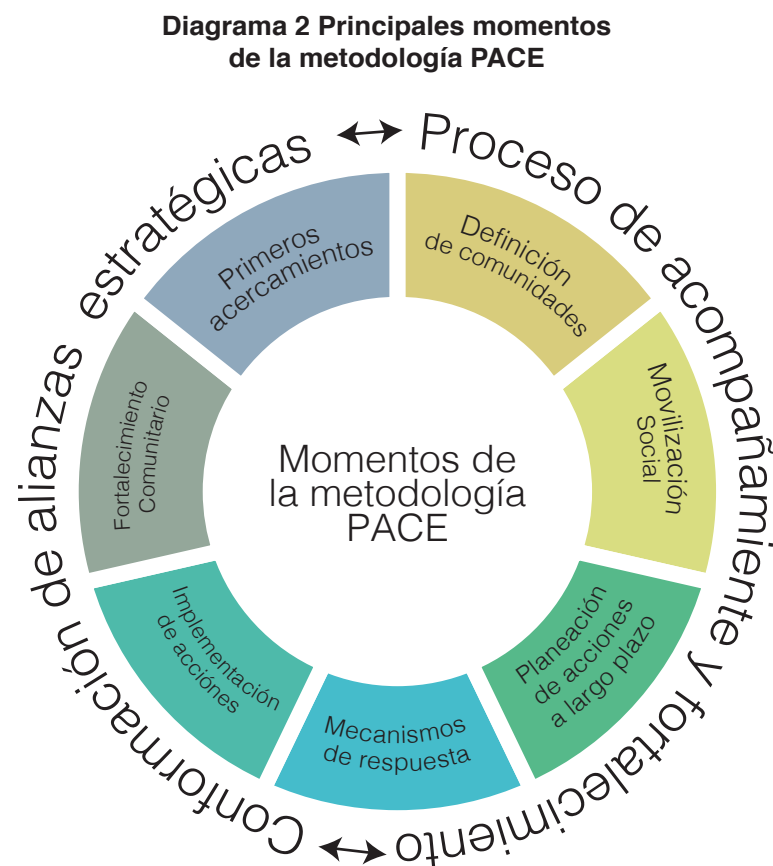 Diagrama 2 Principales momentos
de la metodología PACE
Proceso de acompañamiente y fortalecimiento
Conformación de alianzas estratégicas
Primeros
acercamientos
Definición
de comunidades
Movilización
Social
Planeación
de acciones
a largo plazo
Mecanismos
de respuesta
Implementación
de acciónes
Fortalecimiento
Comunitario
Momentos de
la metodología
PACE